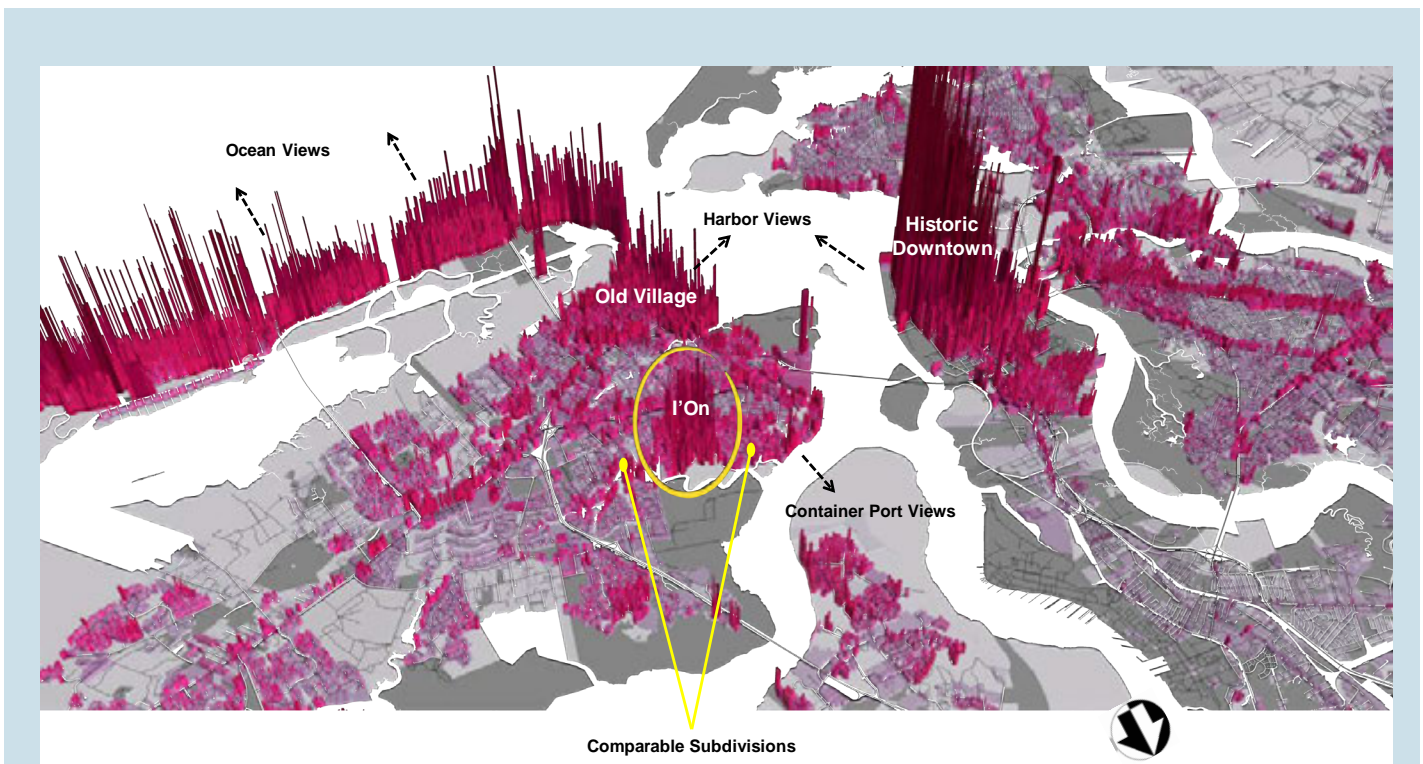 Ocean Views
Harbor Views
Historic
Downtown
Old Village
I'On
Container Port Views
Comparable Subdivisions